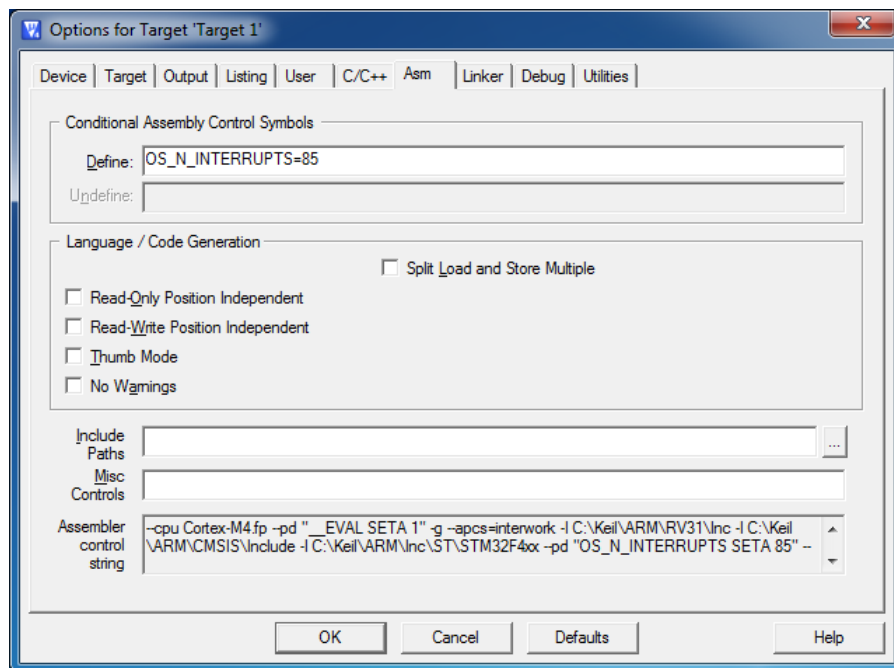 Options for Target 'Target 1'
Device Target Output Listing User C/C++ Asm Linker Debug Utilities
Conditional Assembly Control Symbols
Define: OS_N_INTERRUPTS=85
Undefine:
Language / Code Generation
Split Load and Store Multiple
Read-Only Position Independent
Read-Write Position Independent
Thumb Mode
No Warnings
Include
Paths
...
Misc
Controls
Assembler
control
string
--cpu Cortex-M4.fp --pd "__EVAL SETA 1" -g --apcs=interwork -I C:\Keil\ARM\RV31\Inc -I C:\Keil
\ARM\CMSIS\Include -I C:\Keil\ARM\Inc\ST\STM32F4xx --pd "OS_N_INTERRUPTS SETA 85" --
OK Cancel Defaults Help